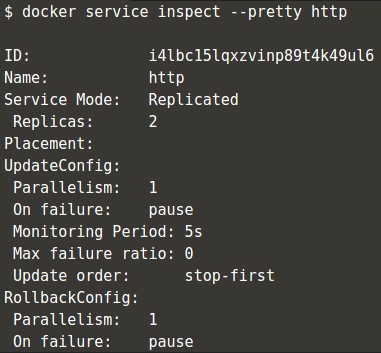 $ docker service inspect --pretty http
ID: i4lbc15lqxzvinp89t4k49ul6
Name: http
Service Mode: Replicated
Replicas: 2
Placement:
UpdateConfig:
Parallelism: 1
On failure: pause
Monitoring Period: 5s
Max failure ratio: 0
Update order: stop-first
RollbackConfig:
Parallelism: 1
On failure: pause